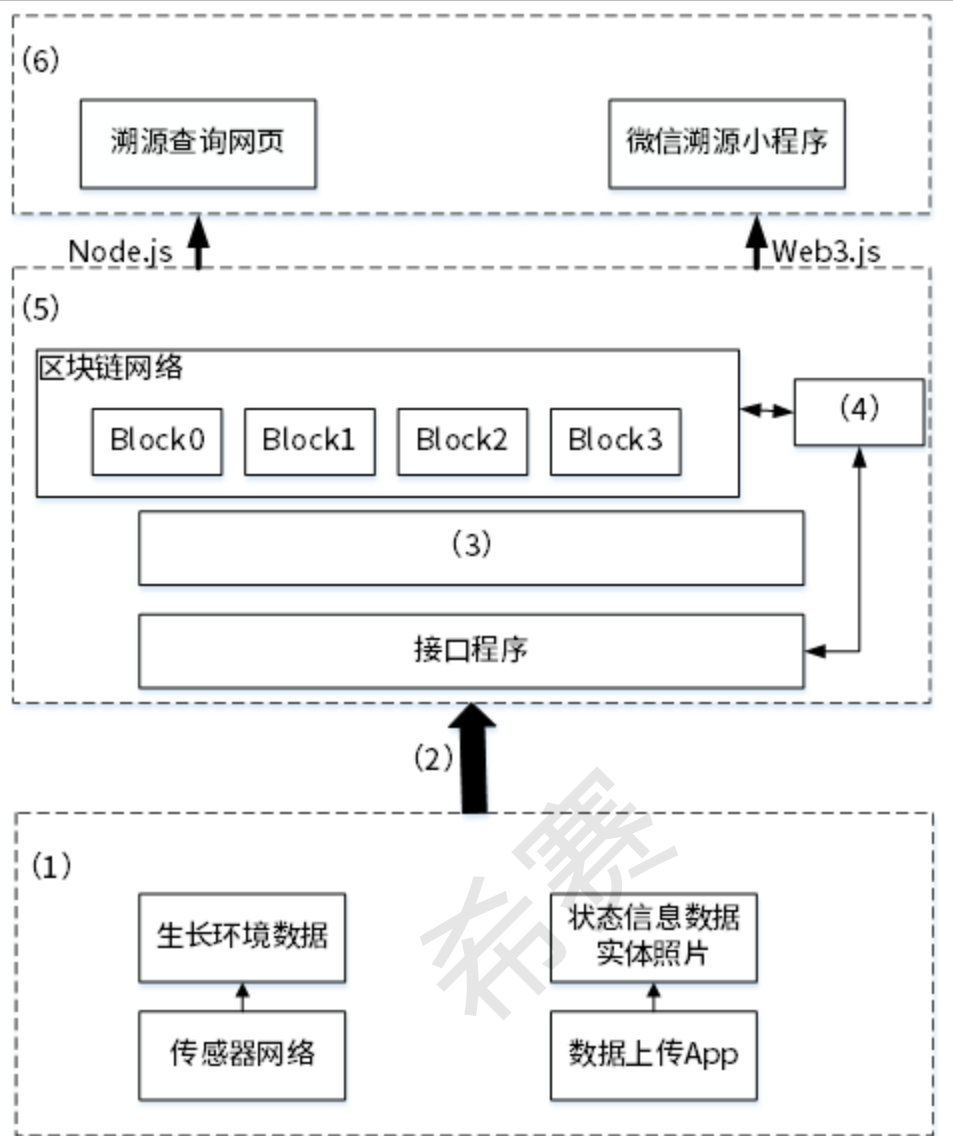 （6）
溯源查询网页
微信溯源小程序
Node.js
Web3.js
（5）
区块链网络
Block0
Block1
Block2
Block3
（4）
（3）
接口程序
（2）
（1）
生长环境数据
状态信息数据
实体照片
传感器网络
数据上传App
希赛